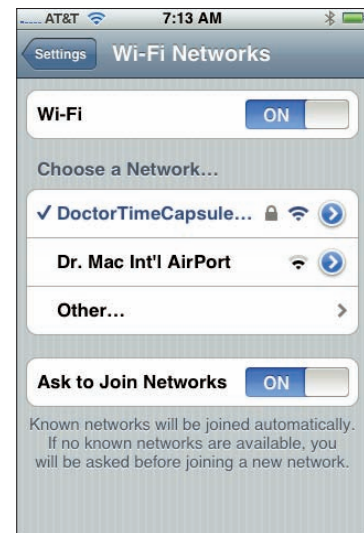 AT&T 7:13 AM
Settings Wi-Fi Networks
Wi-Fi ON
Choose a Network...
✓ DoctorTimeCapsule...
Dr. Mac Int'l AirPort
Other...
Ask to Join Networks ON
Known networks will be joined automatically.
If no known networks are available, you
will be asked before joining a new network.